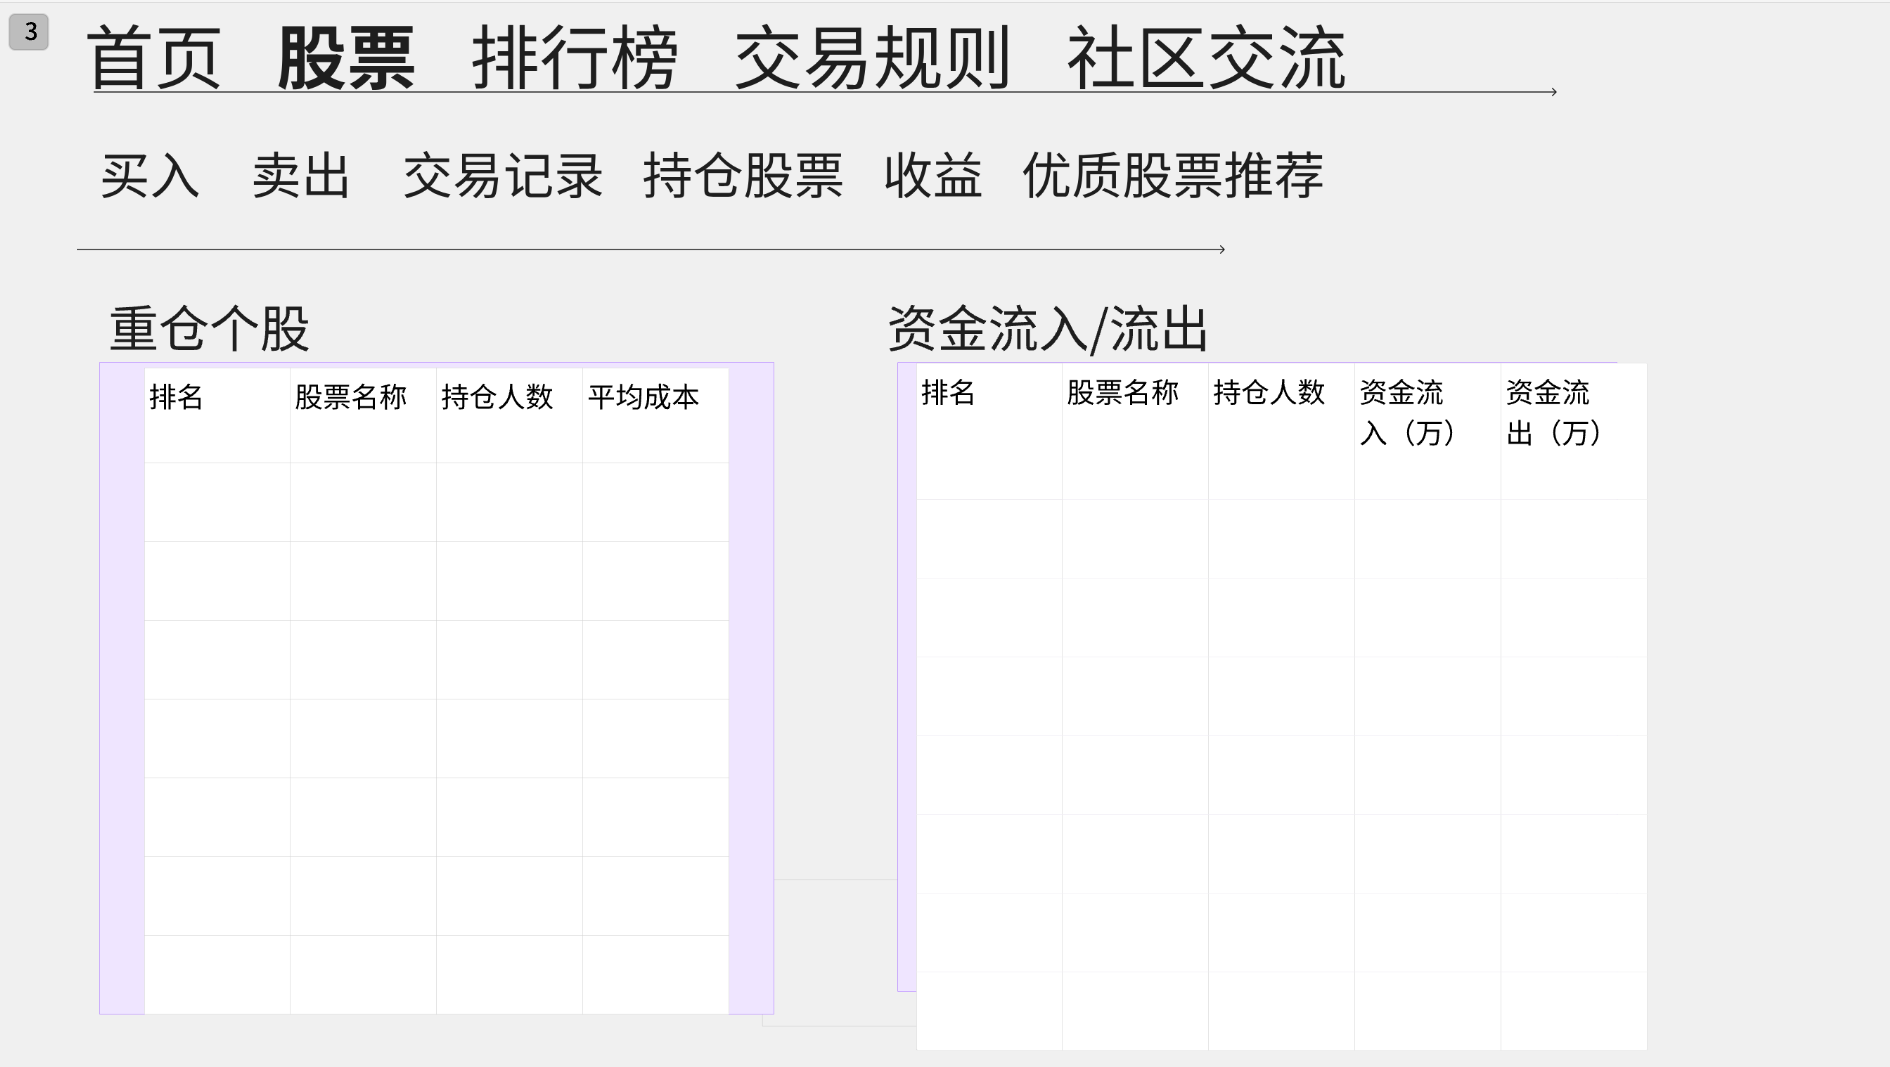 3
首页 股票 排行榜 交易规则 社区交流
买入 卖出 交易记录 持仓股票 收益 优质股票推荐
重仓个股
排名 股票名称 持仓人数 平均成本
资金流入/流出
排名 股票名称 持仓人数 资金流入（万） 资金流出（万）